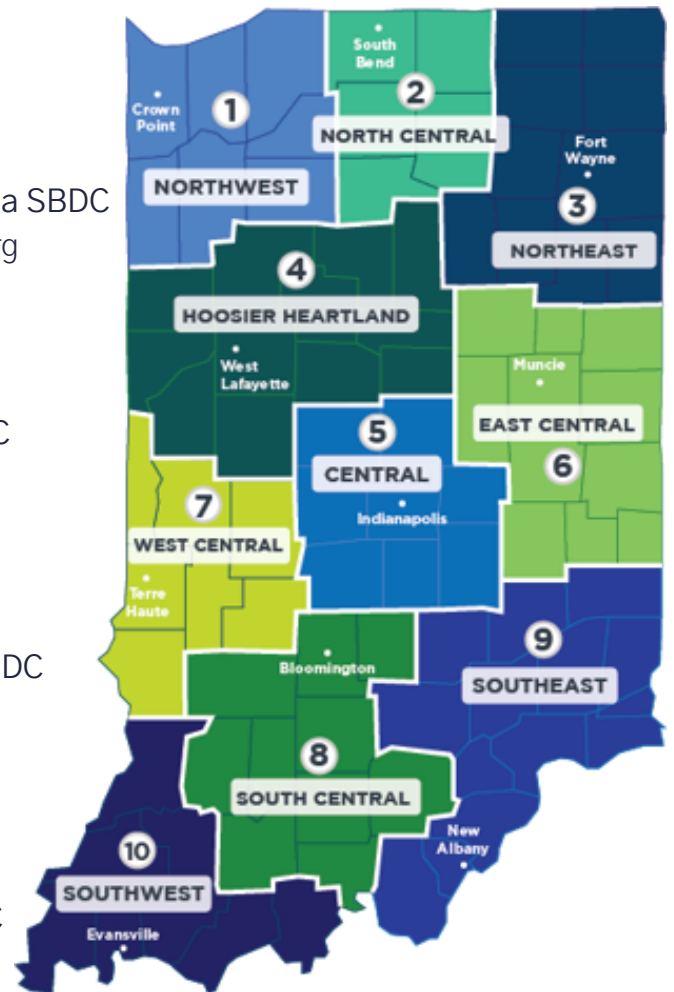 South
Bend
2
NORTH CENTRAL
Crown
Point
1
NORTHWEST
Fort
Wayne
3
NORTHEAST
a SBDC
4
HOOSIER HEARTLAND
West
Lafayette
Muncie
EAST CENTRAL
6
5
CENTRAL
Indianapolis
7
WEST CENTRAL
Terre
Haute
DC
Bloomington
9
SOUTHEAST
8
SOUTH CENTRAL
New
Albany
10
SOUTHWEST
Evansville